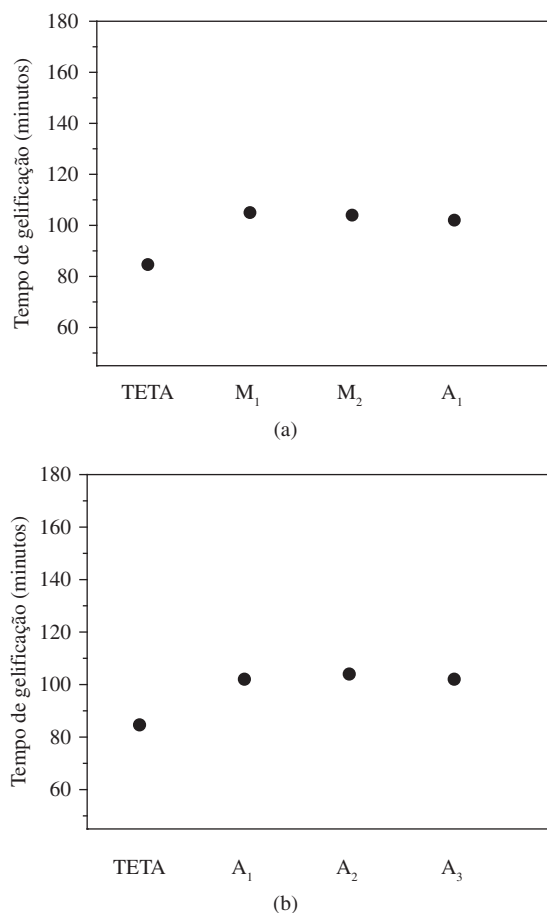 180
160
140
120
100
80
60
Tempo de gelificação (minutos)
TETA M₁ M₂ A₁
(a)
180
160
140
120
100
80
60
Tempo de gelificação (minutos)
TETA A₁ A₂ A₃
(b)